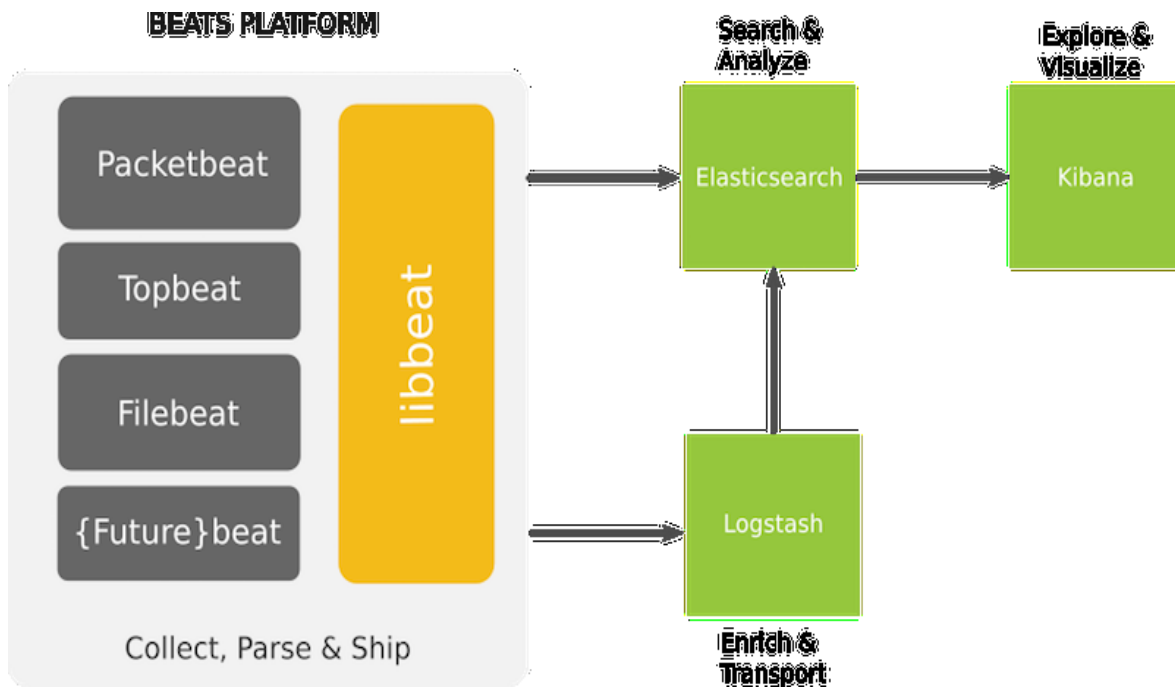 BEATS PLATFORM
Packetbeat
Topbeat
Filebeat
{Future}beat
libbeat
Collect, Parse & Ship
Search &
Analyze
Elasticsearch
Explore &
Visualize
Kibana
Logstash
Enrich &
Transport